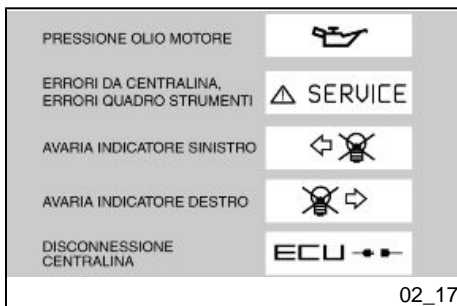 PRESSIONE OLIO MOTORE
ERRORI DA CENTRALINA,
ERRORI QUADRO STRUMENTI
SERVICE
AVARIA INDICATORE SINISTRO
AVARIA INDICATORE DESTRO
DISCONNESSIONE
CENTRALINA
ECU
02_17